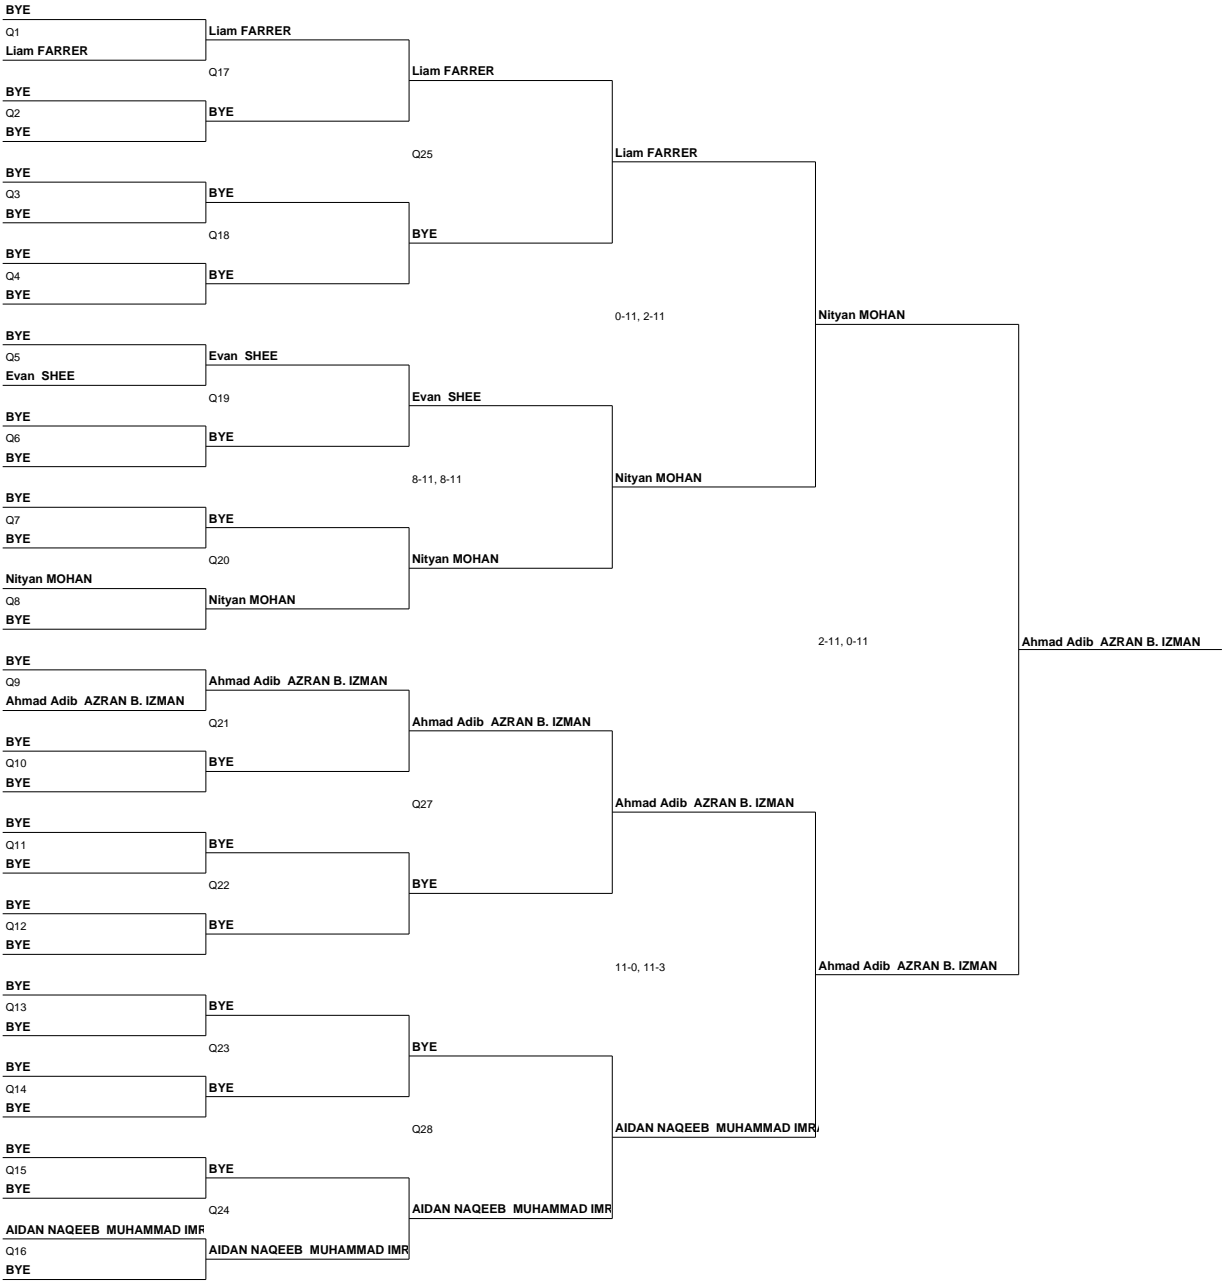 BYE
Q1
Liam FARRER
BYE
Q2
BYE
BYE
Q3
BYE
BYE
Q4
BYE
BYE
Q5
Evan  SHEE
BYE
Q6
BYE
BYE
Q7
BYE
Nityan MOHAN
Q8
BYE
BYE
Q9
Ahmad Adib  AZRAN B. IZMAN
BYE
Q10
BYE
BYE
Q11
BYE
BYE
Q12
BYE
BYE
Q13
BYE
BYE
Q14
BYE
BYE
Q15
BYE
AIDAN NAQEEB  MUHAMMAD IMR
Q16
BYE
Liam FARRER
Q17
BYE
BYE
Q18
BYE
Evan  SHEE
Q19
BYE
BYE
Q20
Nityan MOHAN
Ahmad Adib  AZRAN B. IZMAN
Q21
BYE
BYE
Q22
BYE
BYE
Q23
BYE
BYE
Q24
AIDAN NAQEEB  MUHAMMAD IMR
Liam FARRER
Q25
BYE
Evan  SHEE
8-11, 8-11
Nityan MOHAN
Ahmad Adib  AZRAN B. IZMAN
Q27
BYE
BYE
Q28
AIDAN NAQEEB  MUHAMMAD IMR
Liam FARRER
0-11, 2-11
Nityan MOHAN
Ahmad Adib  AZRAN B. IZMAN
11-0, 11-3
AIDAN NAQEEB  MUHAMMAD IMR
Nityan MOHAN
2-11, 0-11
Ahmad Adib  AZRAN B. IZMAN
Ahmad Adib  AZRAN B. IZMAN